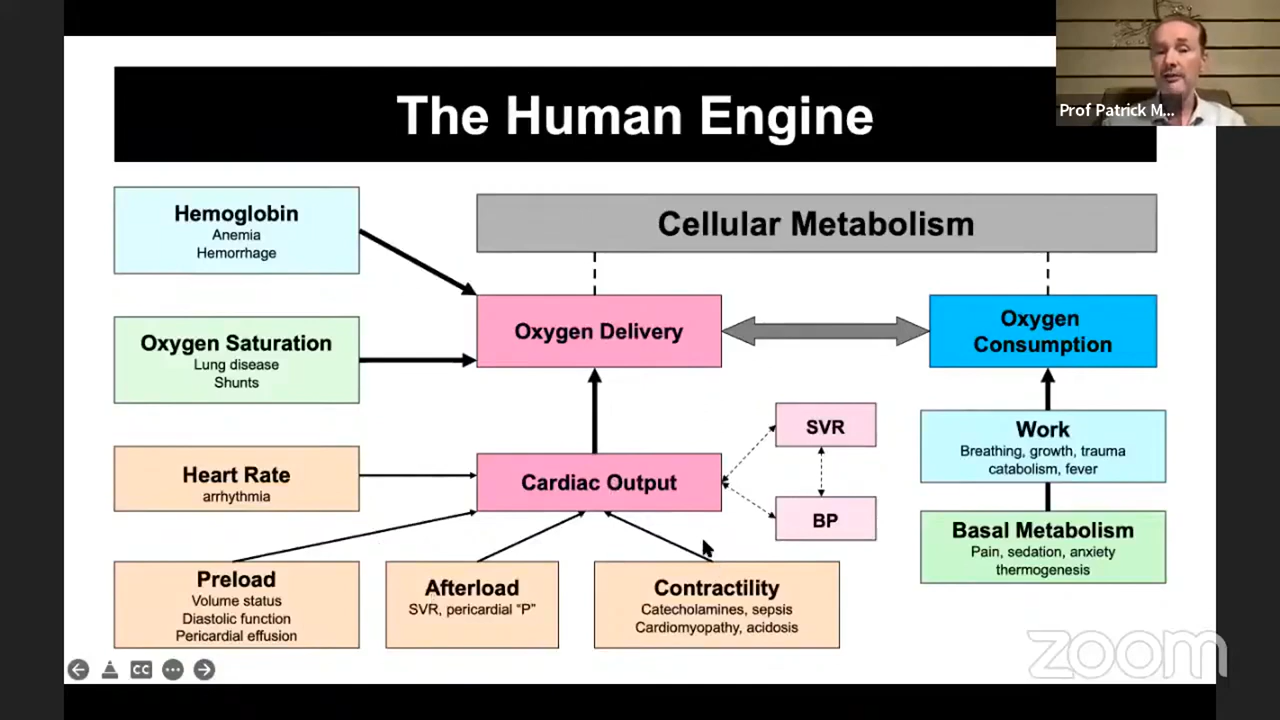 The Human Engine
Prof Patrick M...
Hemoglobin
Anemia
Hemorrhage
Cellular Metabolism
Oxygen Saturation
Lung disease
Shunts
Oxygen Delivery
Oxygen
Consumption
Heart Rate
arrhythmia
Cardiac Output
SVR
BP
Work
Breathing, growth, trauma
catabolism, fever
Basal Metabolism
Pain, sedation, anxiety
thermogenesis
Preload
Volume status
Diastolic function
Pericardial effusion
Afterload
SVR, pericardial "P"
Contractility
Catecholamines, sepsis
Cardiomyopathy, acidosis
CC
zoom